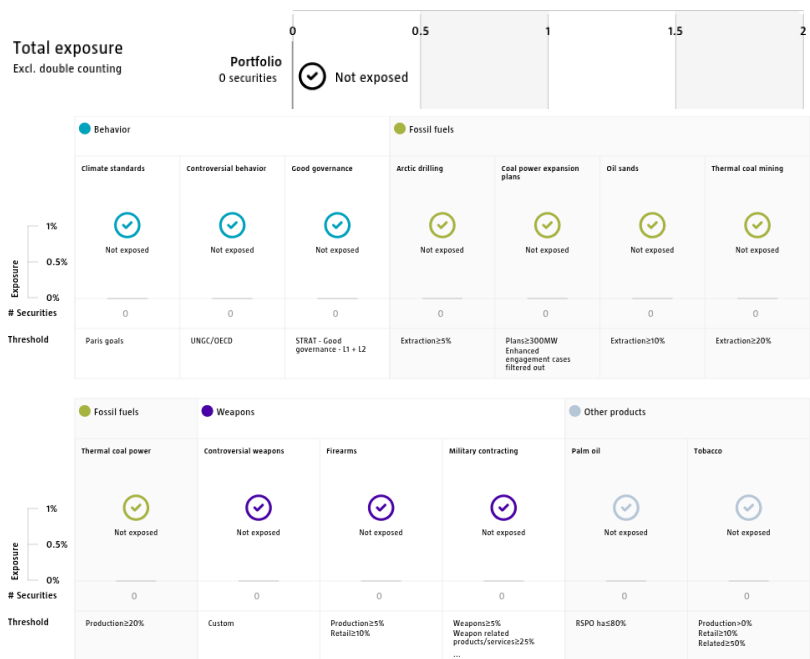 0 0.5 1 1.5 2
Total exposure
Excl. double counting
Portfolio
0 securities
Not exposed
Behavior Fossil fuels
Climate standards Controversial behavior Good governance Arctic drilling Coal power expansion plans Oil sands Thermal coal mining
1%
Not exposed Not exposed Not exposed Not exposed Not exposed Not exposed Not exposed
0.5%
Exposure
0%
# Securities 0 0 0 0 0 0 0
Threshold Paris goals UNGC/OECD STRAT - Good Extraction≥5% Plans≥300MW Extraction≥10% Extraction≥20%
governance - L1 + L2 Enhanced
engagement cases
filtered out
Fossil fuels Weapons Other products
Thermal coal power Controversial weapons Firearms Military contracting Palm oil Tobacco
1%
Not exposed Not exposed Not exposed Not exposed Not exposed Not exposed
0.5%
Exposure
0%
# Securities 0 0 0 0 0 0
Threshold Production≥20% Custom Production≥5% Weapons≥5% RSPO ha≤80% Production>0%
Retail≥10% Weapon related Retail≥10%
products/services≥25% Related≥50%
...